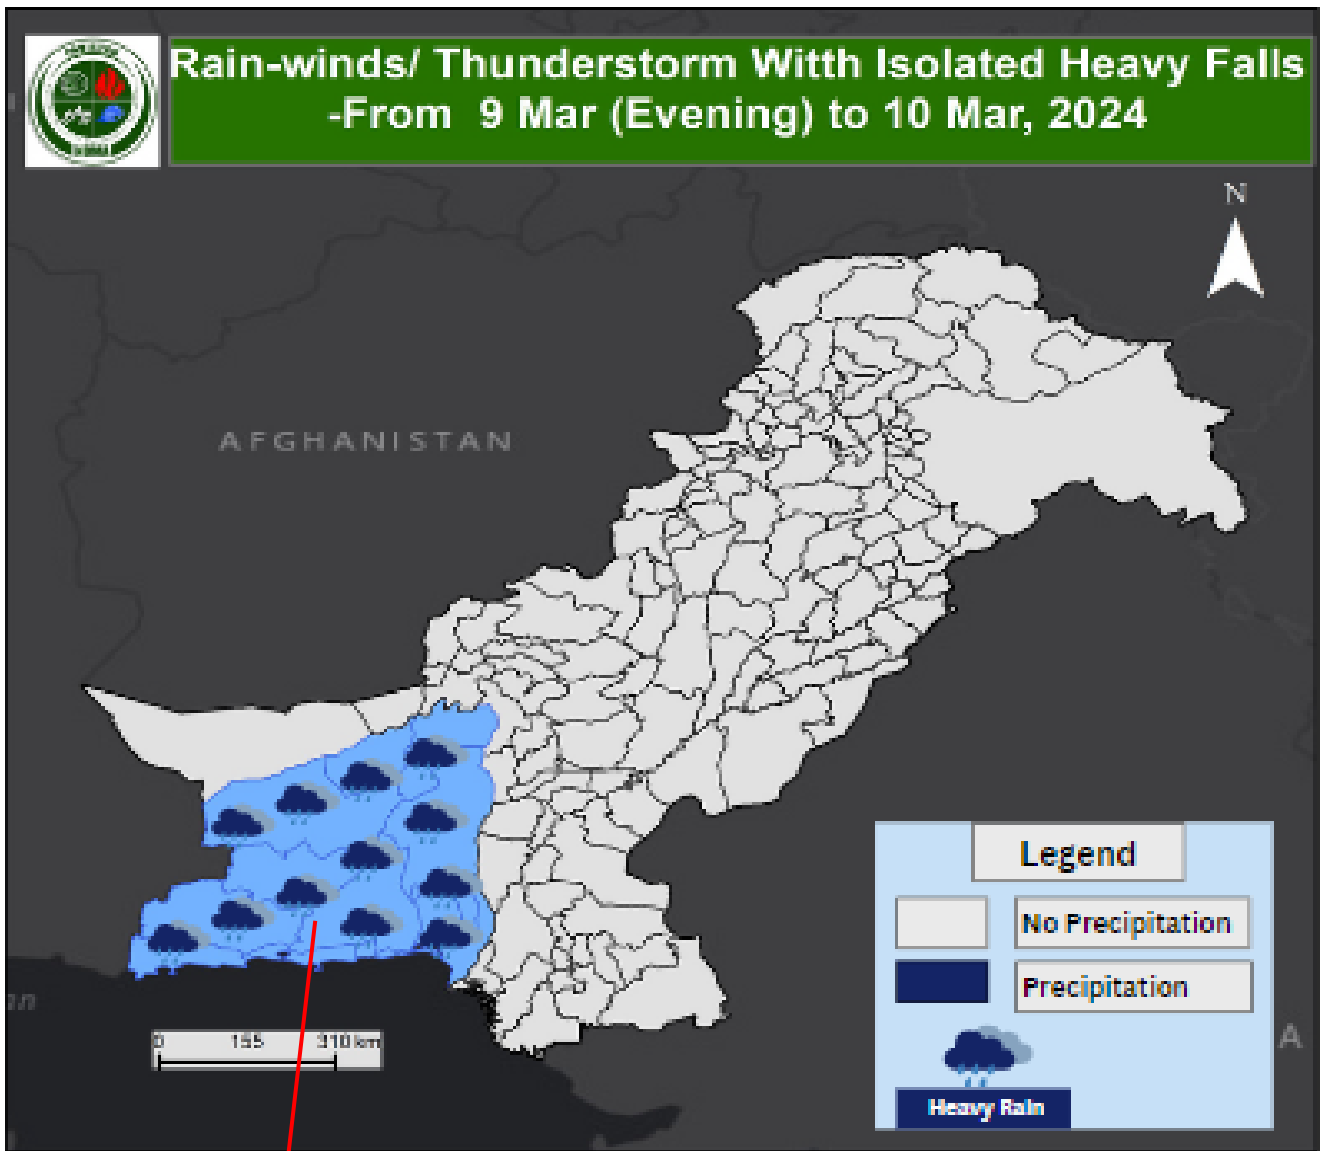 Rain-winds/ Thunderstorm Witth Isolated Heavy Falls
-From 9 Mar (Evening) to 10 Mar, 2024
N
AFGHANISTAN
Legend
No Precipitation
Precipitation
an
0 155 310 km
A
Heavy Rain